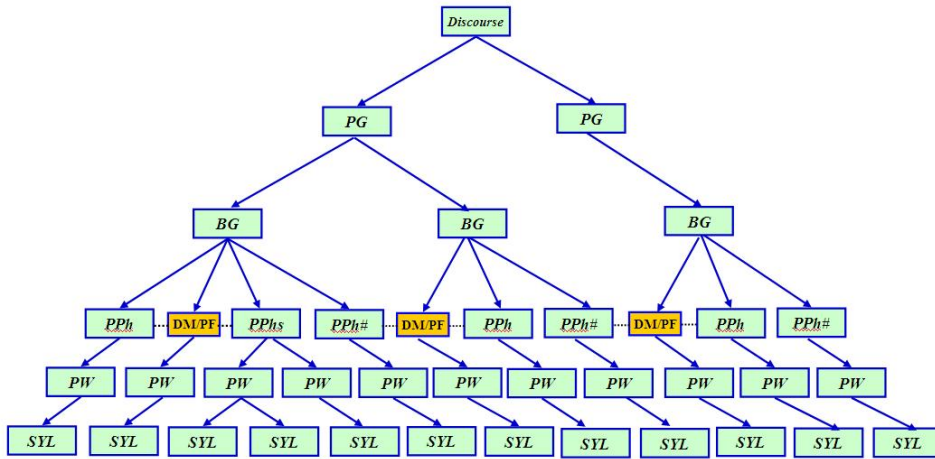 Discourse
PG PG
BG BG BG
PPh DM/PF PPhs PPh# DM/PF PPh PPh# DM/PF PPh PPh#
PW PW PW PW PW PW PW PW PW PW PW
SYL SYL SYL SYL SYL SYL SYL SYL SYL SYL SYL SYL